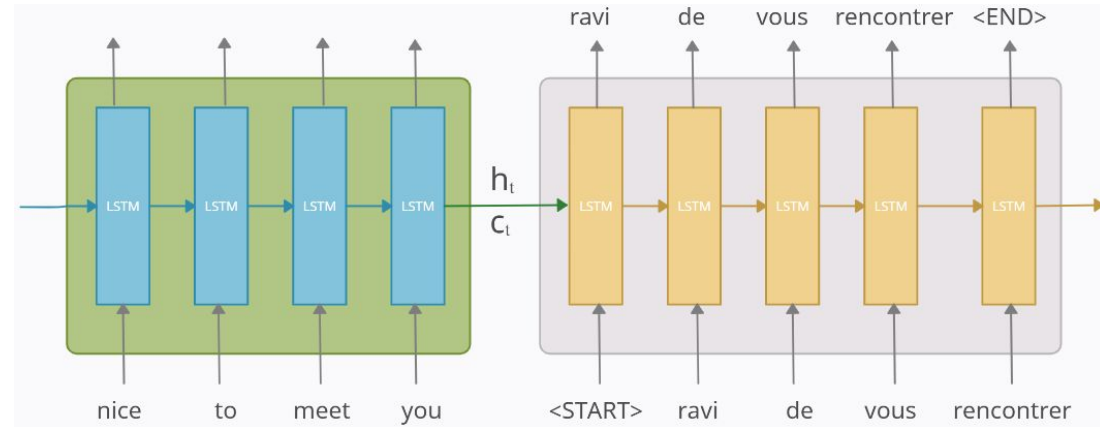 ravi de vous rencontrer <END>
h_t
LSTM LSTM LSTM LSTM LSTM LSTM LSTM LSTM LSTM
c_t
nice to meet you <START> ravi de vous rencontrer